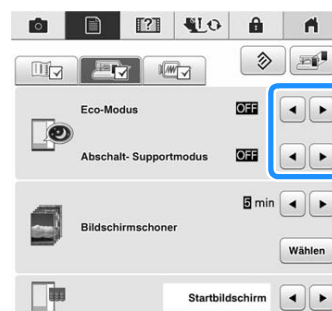 Eco-Modus OFF
Abschalt- Supportmodus OFF
5 min
Bildschirmschoner
Wählen
Startbildschirm